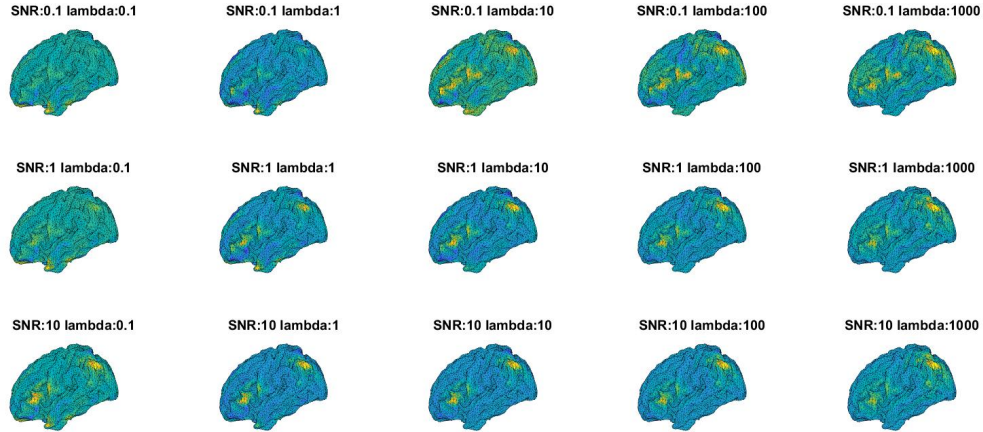 SNR:0.1 lambda:0.1
SNR:0.1 lambda:1
SNR:0.1 lambda:10
SNR:0.1 lambda:100
SNR:0.1 lambda:1000
SNR:1 lambda:0.1
SNR:1 lambda:1
SNR:1 lambda:10
SNR:1 lambda:100
SNR:1 lambda:1000
SNR:10 lambda:0.1
SNR:10 lambda:1
SNR:10 lambda:10
SNR:10 lambda:100
SNR:10 lambda:1000